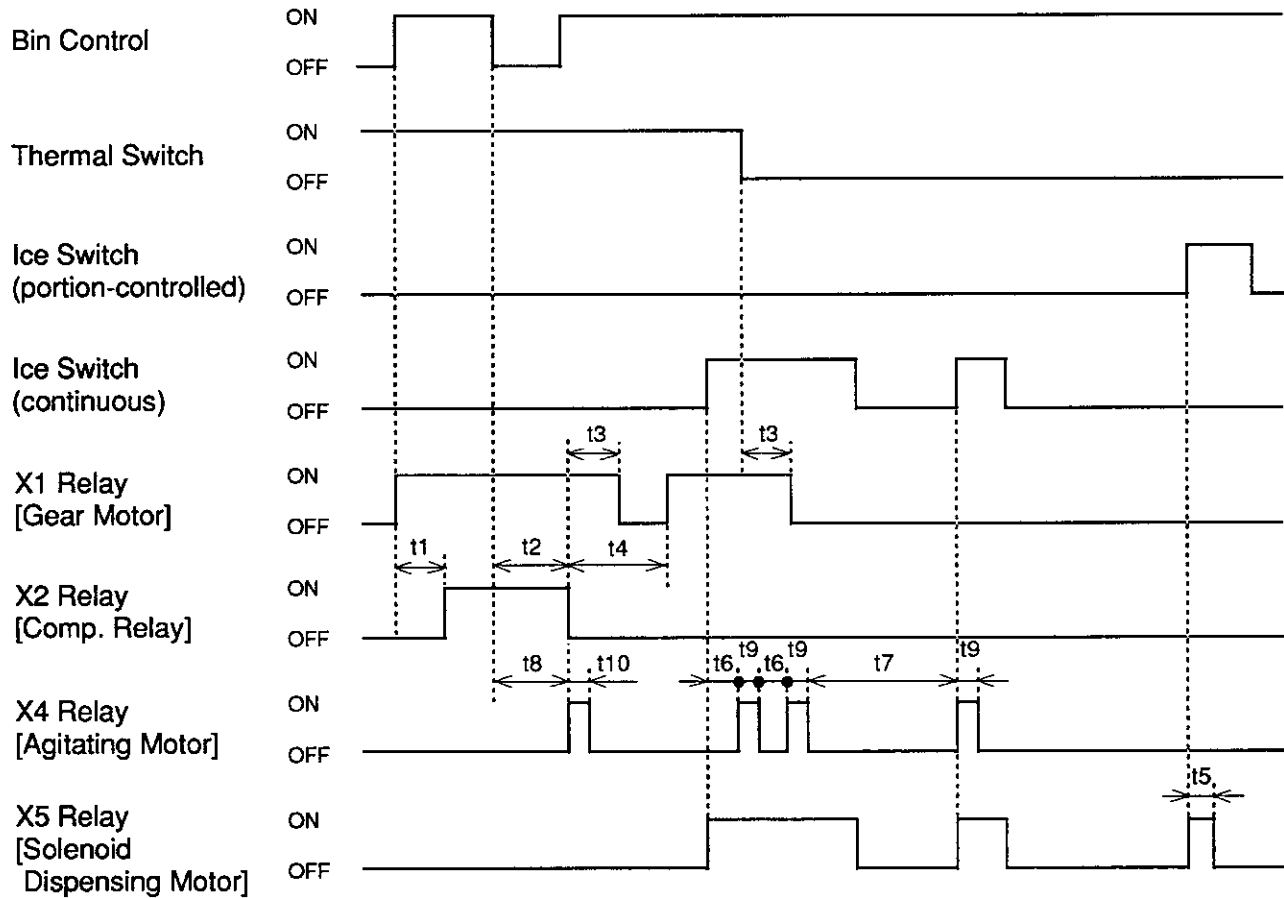 Bin Control
ON
OFF
Thermal Switch
ON
OFF
Ice Switch
(portion-controlled)
ON
OFF
Ice Switch
(continuous)
ON
OFF
t3
t3
X1 Relay
[Gear Motor]
ON
OFF
t1
t2
t4
X2 Relay
[Comp. Relay]
ON
OFF
t8
t10
t6
t9
t6
t9
t7
t9
X4 Relay
[Agitating Motor]
ON
OFF
t5
X5 Relay
[Solenoid
Dispensing Motor]
ON
OFF